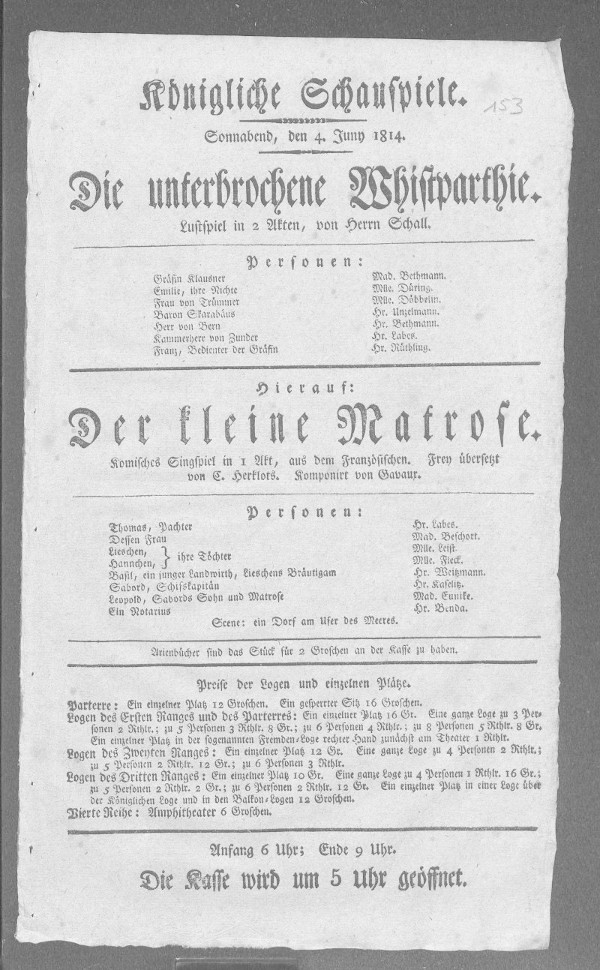 Königliche Schauspiele.
153
Sonnabend, den 4. Juny 1814.
Die unterbrochene Whistparthie.
Lustspiel in 2 Akten, von Herrn Schall.
Personen:
Gräfin Klausner Mad. Bethmann.
Emilie, ihre Nichte Mlle. Düring.
Frau von Trümmer Mlle. Döbbelin.
Baron Skarabäus Hr. Unzelmann.
Herr von Bern Hr. Bethmann.
Kammerherr von Zunder Hr. Labes.
Franz, Bedienter der Gräfin Hr. Rüthling.
Hierauf:
Der kleine Matrose.
Komisches Singspiel in 1 Akt, aus dem Französischen. Frey übersetzt
von C. Herklots. Komponirt von Gavaux.
Personen:
Thomas, Pachter Hr. Labes.
Dessen Frau Mad. Beschort.
Lieschen, Mlle. Leist.
Hannchen, } ihre Töchter Mlle. Fleck.
Basil, ein junger Landwirth, Lieschens Bräutigam Hr. Weitzmann.
Sabord, Schifskapitän Hr. Kaselitz.
Leopold, Sabords Sohn und Matrose Mad. Eunike.
Ein Notarius Hr. Benda.
Scene: ein Dorf am Ufer des Meeres.
Arienbücher sind das Stück für 2 Groschen an der Kasse zu haben.
Preise der Logen und einzelnen Plätze.
Parterre: Ein einzelner Platz 12 Groschen. Ein gesperrter Sitz 16 Groschen.
Logen des Ersten Ranges und des Parterres: Ein einzelner Platz 16 Gr. Eine ganze Loge zu 3 Per-
sonen 2 Rthlr.; zu 5 Personen 3 Rthlr. 8 Gr.; zu 6 Personen 4 Rthlr.; zu 8 Personen 5 Rthlr. 8 Gr.
Ein einzelner Platz in der sogenannten Fremden-Loge rechter Hand zunächst am Theater 1 Rthlr.
Logen des Zweyten Ranges: Ein einzelner Platz 12 Gr. Eine ganze Loge zu 4 Personen 2 Rthlr.;
zu 5 Personen 2 Rthlr. 12 Gr.; zu 6 Personen 3 Rthlr.
Logen des Dritten Ranges: Ein einzelner Platz 10 Gr. Eine ganze Loge zu 4 Personen 1 Rthlr. 16 Gr.;
zu 5 Personen 2 Rthlr. 2 Gr.; zu 6 Personen 2 Rthlr. 12 Gr. Ein einzelner Platz in einer Loge über
der Königlichen Loge und in den Balkon-Logen 12 Groschen.
Vierte Reihe: Amphitheater 6 Groschen.
Anfang 6 Uhr; Ende 9 Uhr.
Die Kasse wird um 5 Uhr geöffnet.